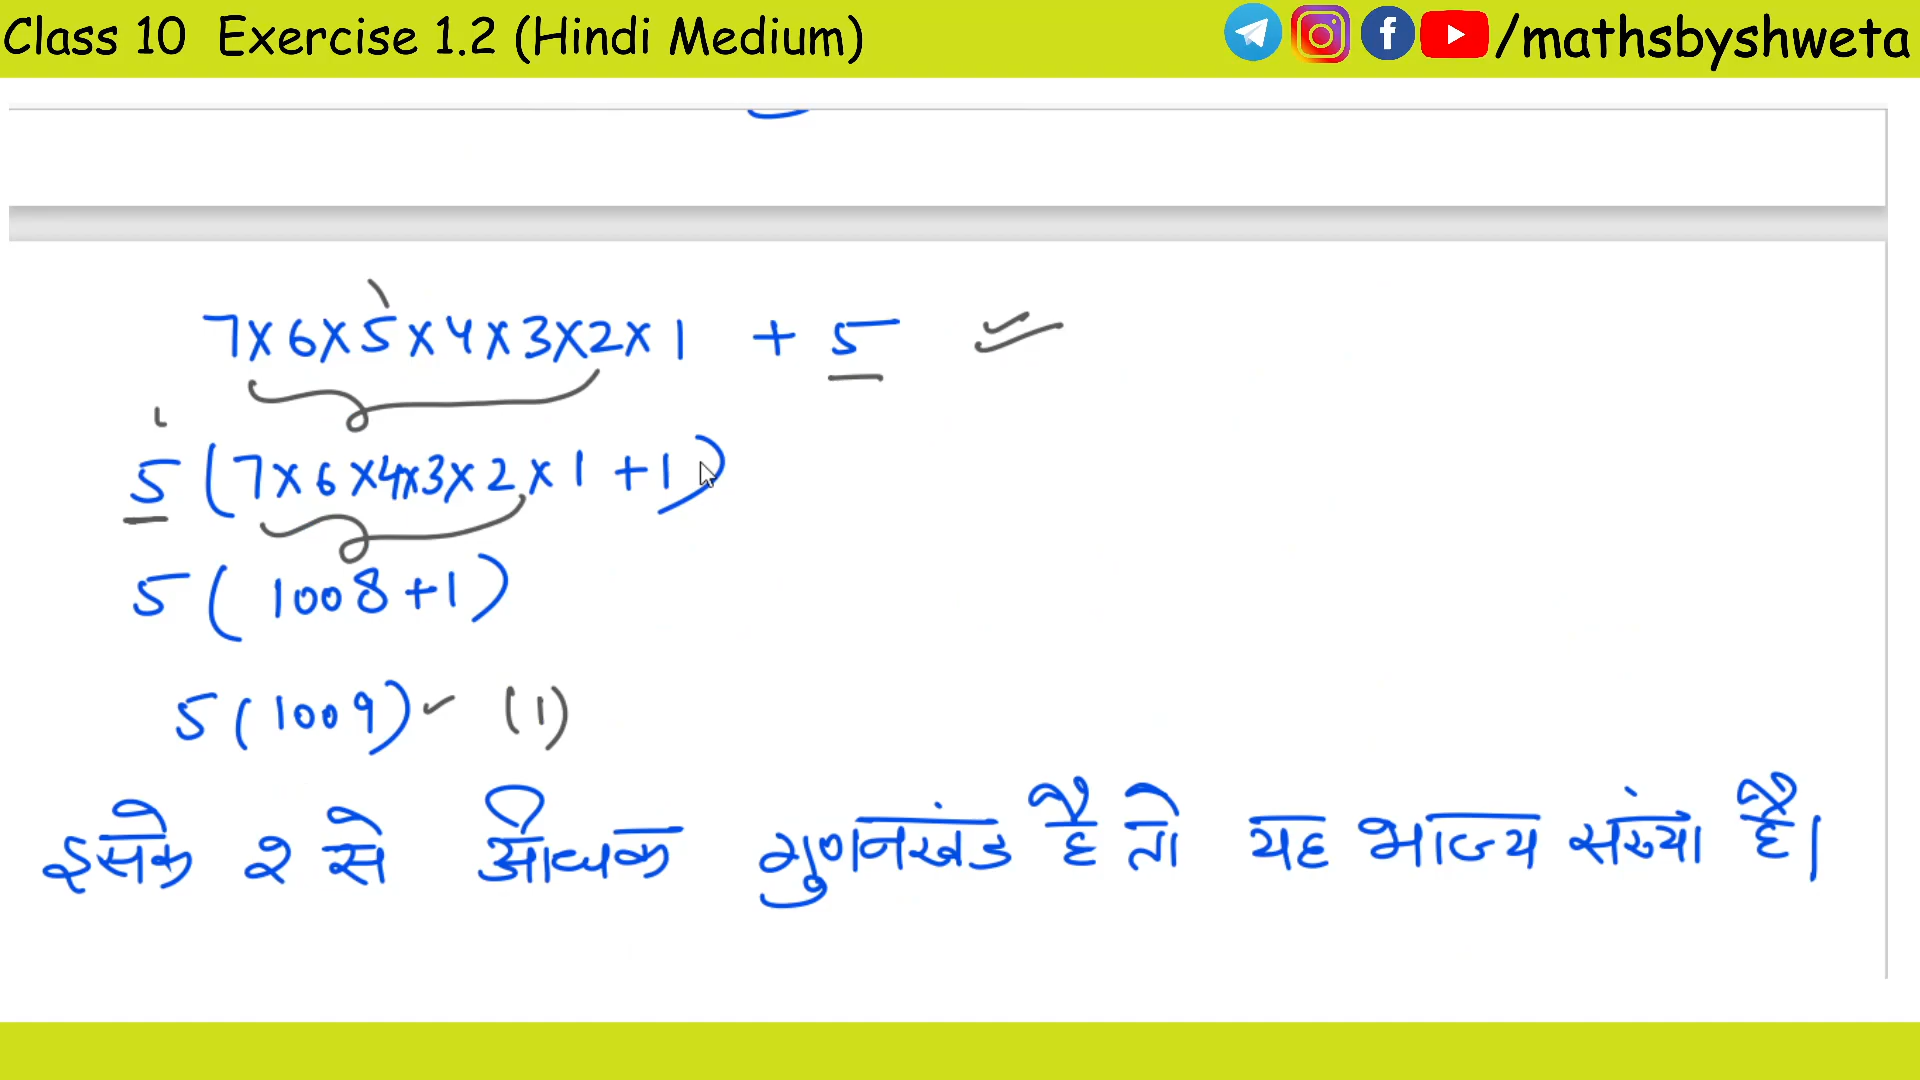 Class 10 Exercise 1.2 (Hindi Medium) /mathsbyshweta
7×6×5×4×3×2×1 + 5
5(7×6×4×3×2×1+1)
5(1008+1)
5(1009) (1)
इसके २ से अधिक गुणनखंड है तो यह भाज्य संख्या है।